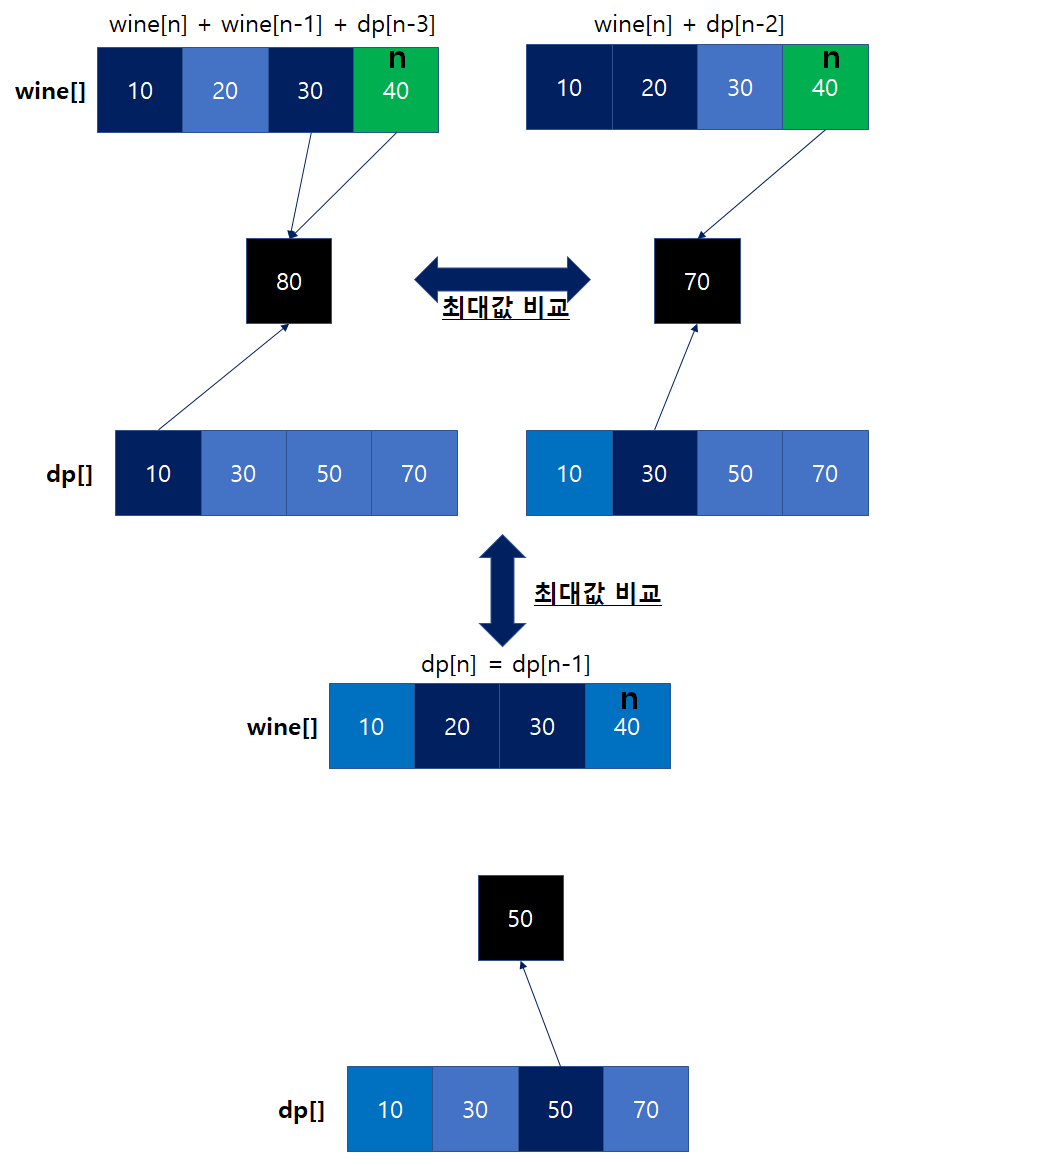 wine[n] + wine[n-1] + dp[n-3]
wine[n] + dp[n-2]
wine[]
10 20 30 n 40
10 20 30 n 40
80
70
최대값 비교
dp[]
10 30 50 70
10 30 50 70
최대값 비교
dp[n] = dp[n-1]
wine[]
10 20 30 n 40
50
dp[]
10 30 50 70